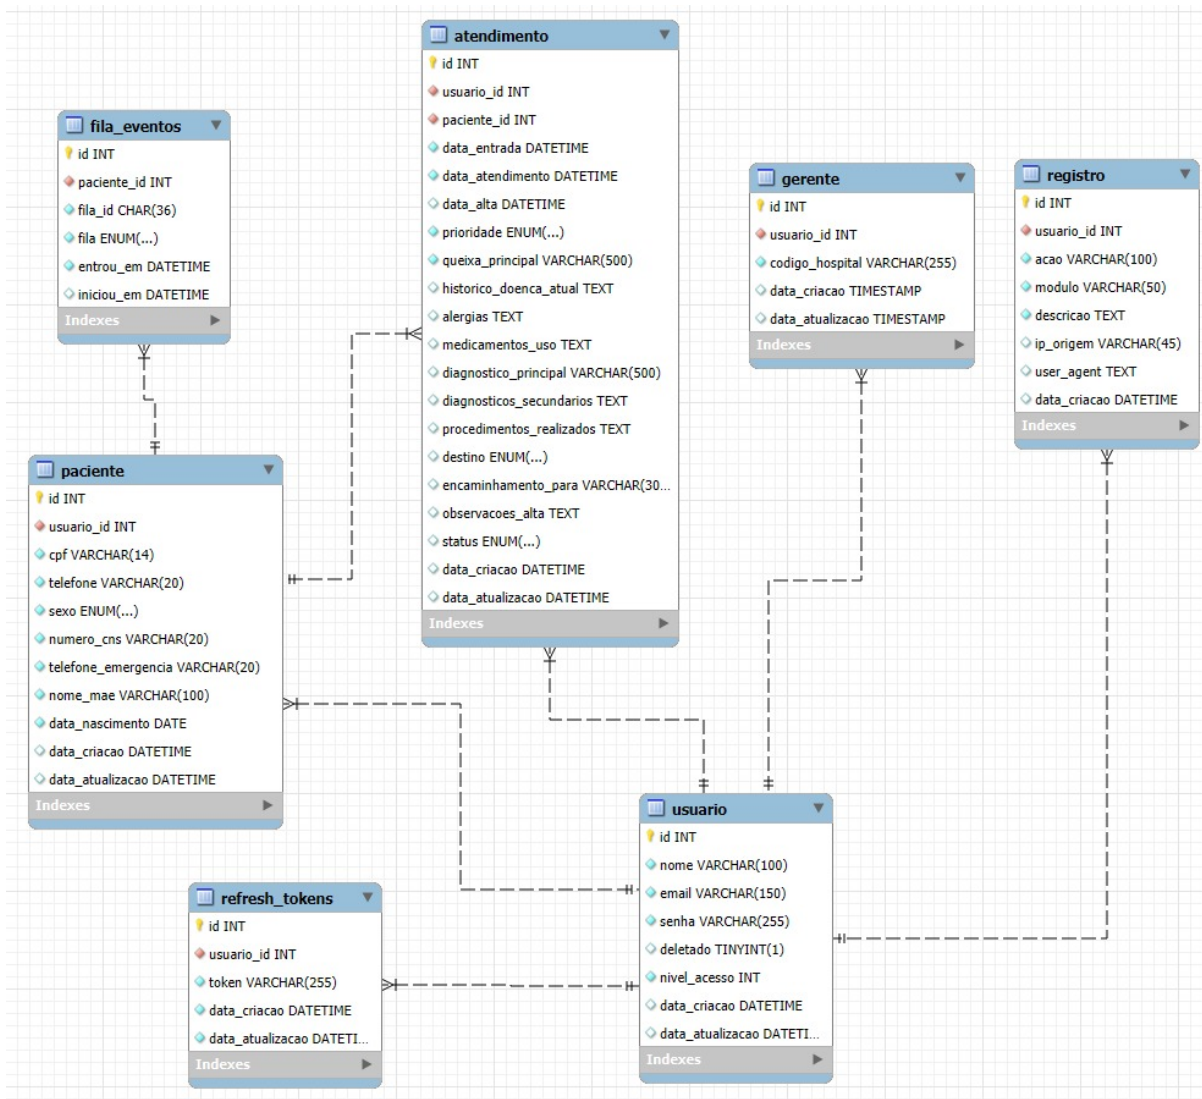 atendimento
id INT
usuario_id INT
paciente_id INT
data_entrada DATETIME
data_atendimento DATETIME
data_alta DATETIME
prioridade ENUM(...)
queixa_principal VARCHAR(500)
historico_doenca_atual TEXT
alergias TEXT
medicamentos_uso TEXT
diagnostico_principal VARCHAR(500)
diagnosticos_secundarios TEXT
procedimentos_realizados TEXT
destino ENUM(...)
encaminhamento_para VARCHAR(30...
observacoes_alta TEXT
status ENUM(...)
data_criacao DATETIME
data_atualizacao DATETIME
Indexes
fila_eventos
id INT
paciente_id INT
fila_id CHAR(36)
fila ENUM(...)
entrou_em DATETIME
iniciou_em DATETIME
Indexes
gerente
id INT
usuario_id INT
codigo_hospital VARCHAR(255)
data_criacao TIMESTAMP
data_atualizacao TIMESTAMP
Indexes
registro
id INT
usuario_id INT
acao VARCHAR(100)
modulo VARCHAR(50)
descricao TEXT
ip_origem VARCHAR(45)
user_agent TEXT
data_criacao DATETIME
Indexes
paciente
id INT
usuario_id INT
cpf VARCHAR(14)
telefone VARCHAR(20)
sexo ENUM(...)
numero_cns VARCHAR(20)
telefone_emergencia VARCHAR(20)
nome_mae VARCHAR(100)
data_nascimento DATE
data_criacao DATETIME
data_atualizacao DATETIME
Indexes
usuario
id INT
nome VARCHAR(100)
email VARCHAR(150)
senha VARCHAR(255)
deletado TINYINT(1)
nivel_acesso INT
data_criacao DATETIME
data_atualizacao DATETI...
Indexes
refresh_tokens
id INT
usuario_id INT
token VARCHAR(255)
data_criacao DATETIME
data_atualizacao DATETI...
Indexes